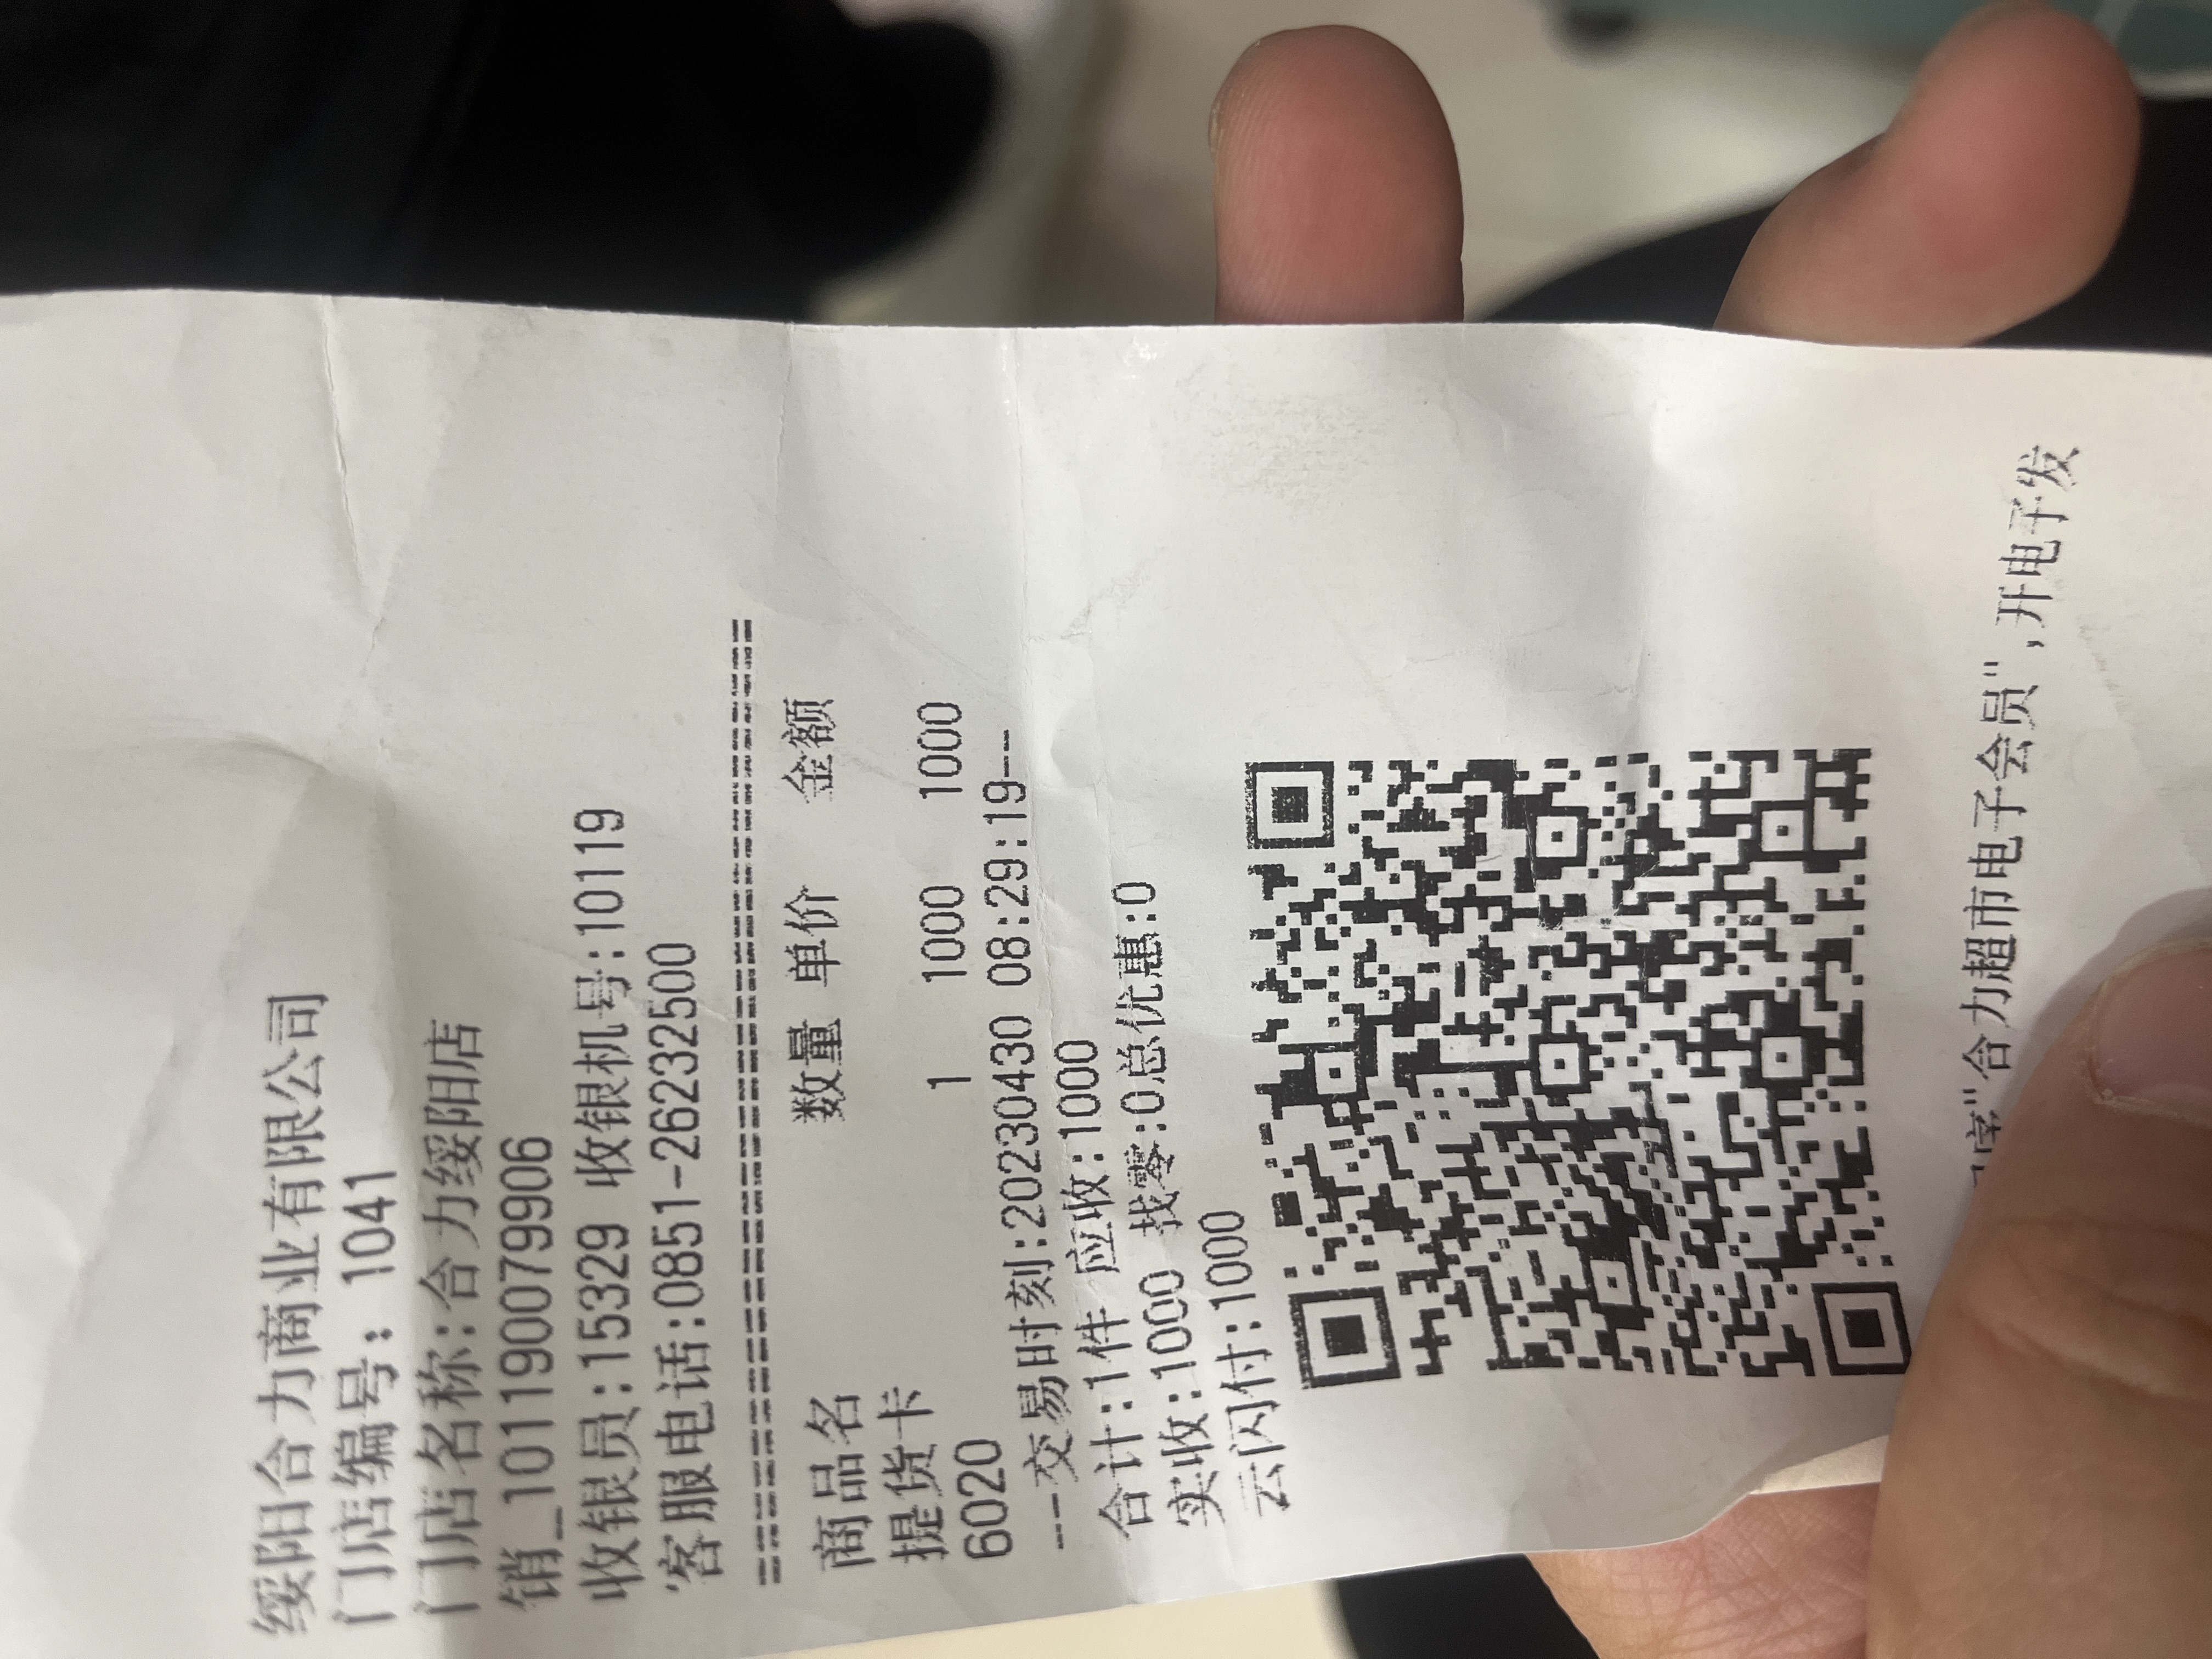 绥阳合力商业有限公司
门店编号: 1041
门店名称:合力绥阳店
销_1011900799906
收银员:15329 收银机号:10119
客服电话:0851-26232500
商品名 数量 单价 金额
提货卡
6020 1 1000 1000
---交易时刻:20230430 08:29:19--
合计:1件 应收:1000
实收:1000 找零:0总优惠:0
云闪付:1000
"合力超市电子会员",开电子发